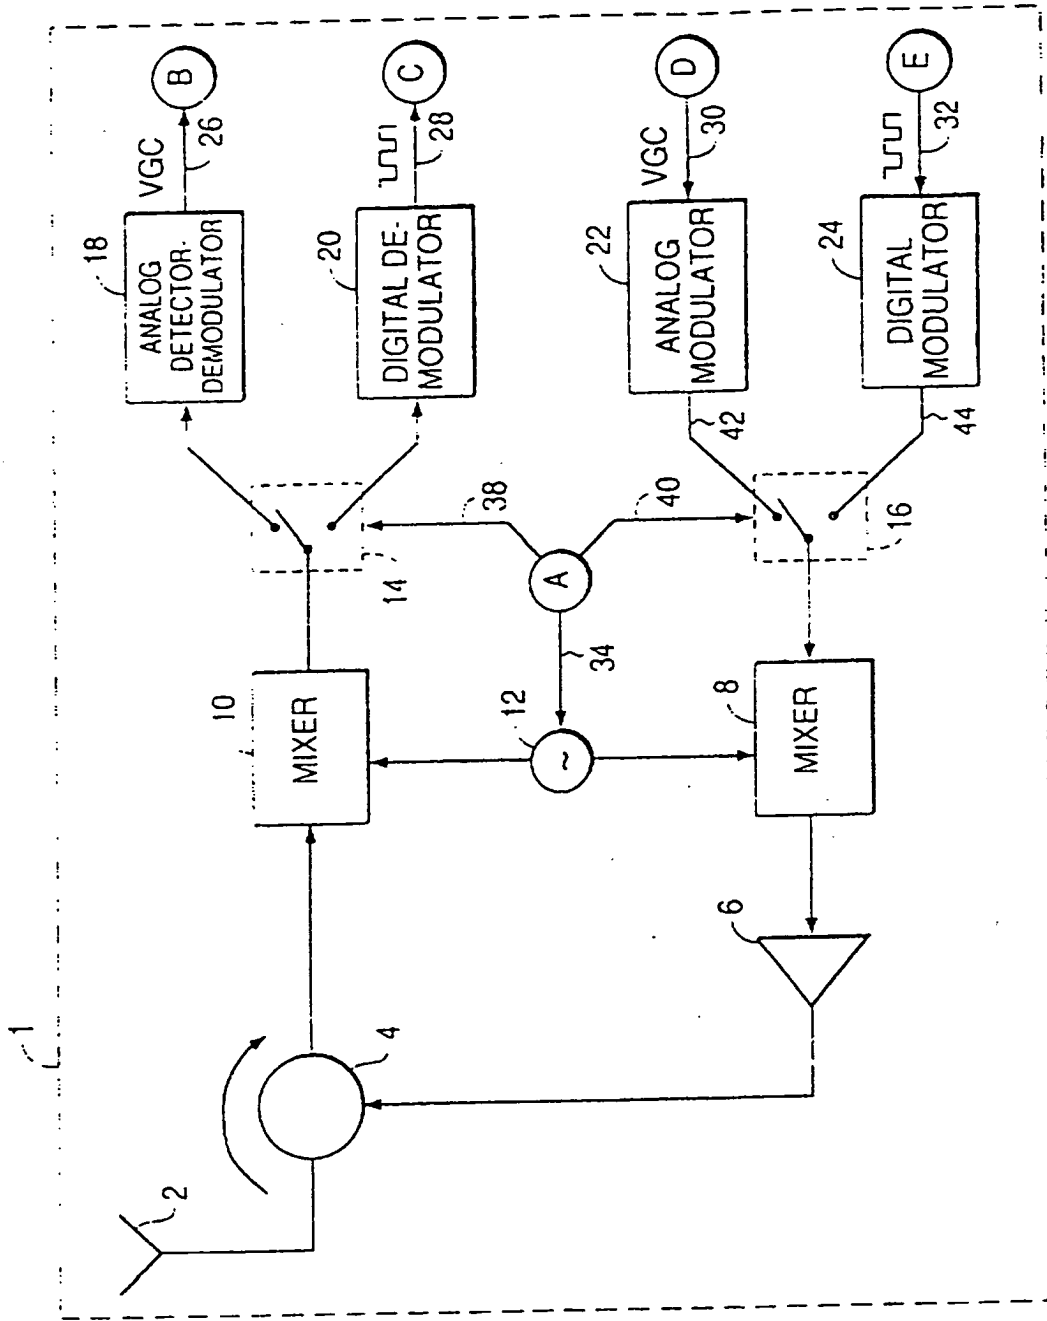 1
2
4
6
8
MIXER
10
MIXER
12
~
34
A
38
40
14
16
42
44
18
ANALOG
DETECTOR-
DEMODULATOR
VGC
26
B
20
DIGITAL DE-
MODULATOR
28
C
22
ANALOG
MODULATOR
VGC
30
D
24
DIGITAL
MODULATOR
32
E